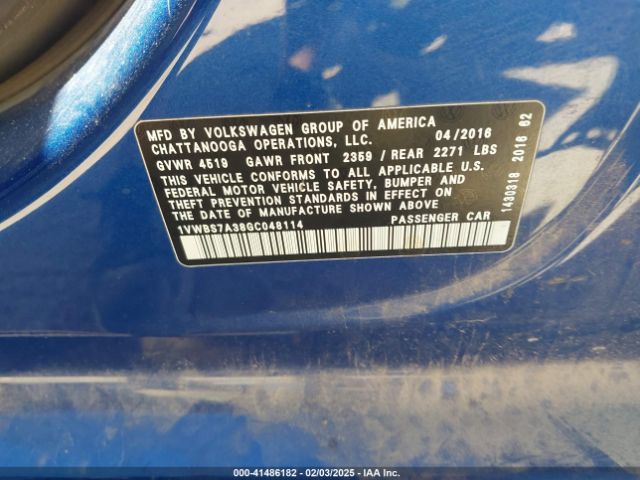 MFD BY VOLKSWAGEN GROUP OF AMERICA
CHATTANOOGA OPERATIONS, LLC. 04/2016
GVWR 4519 GAWR FRONT 2359 / REAR 2271 LBS
THIS VEHICLE CONFORMS TO ALL APPLICABLE U.S.
FEDERAL MOTOR VEHICLE SAFETY, BUMPER AND
THEFT PREVENTION STANDARDS IN EFFECT ON
THE DATE OF MANUFACTURE SHOWN ABOVE
1VWBS7A38GC048114 PASSENGER CAR
1430318 2016 62
000-41486182 - 02/03/2025 - IAA Inc.